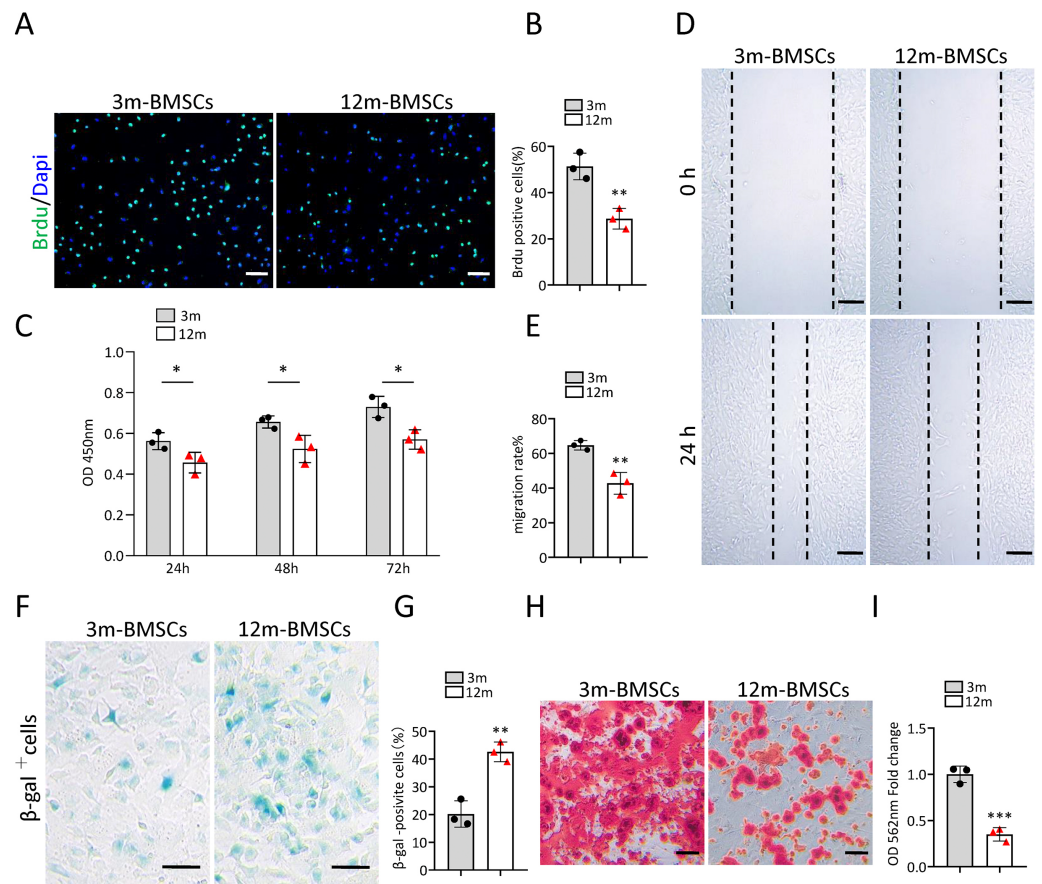 A
3m-BMSCs
12m-BMSCs
Brdu/Dapi
B
3m
12m
Brdu positive cells(%)
60
40
20
0
**
C
3m
12m
OD 450nm
1.0
0.8
0.6
0.4
0.2
0.0
*
*
*
24h
48h
72h
D
3m-BMSCs
12m-BMSCs
0 h
24 h
E
3m
12m
migration rate%
80
60
40
20
0
**
F
3m-BMSCs
12m-BMSCs
β-gal + cells
G
3m
12m
β-gal -posivite cells (%)
50
40
30
20
10
0
**
H
3m-BMSCs
12m-BMSCs
I
3m
12m
OD 562nm Fold change
1.5
1.0
0.5
0.0
***